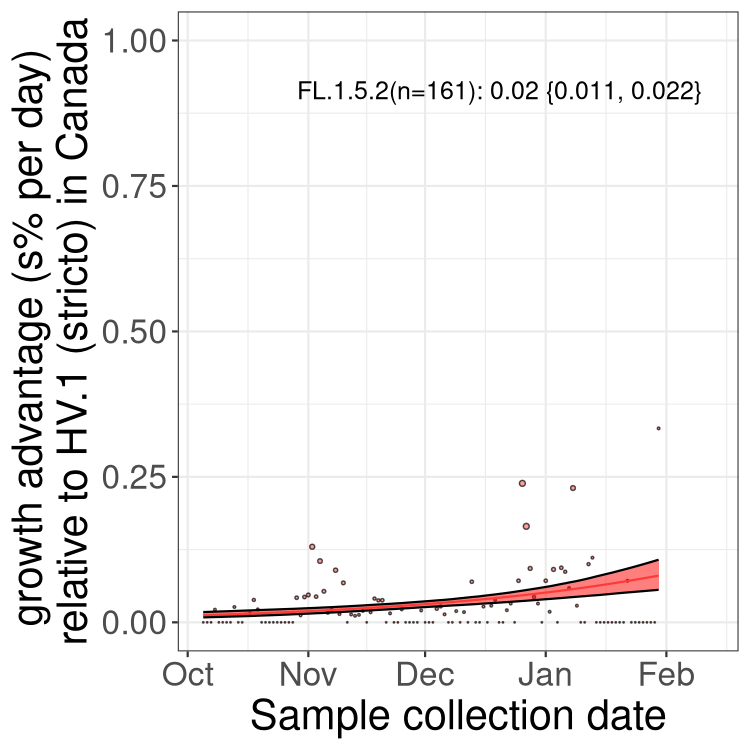 growth advantage (s% per day)
relative to HV.1 (stricto) in Canada
1.00
0.75
0.50
0.25
0.00
FL.1.5.2(n=161): 0.02 {0.011, 0.022}
Oct Nov Dec Jan Feb
Sample collection date